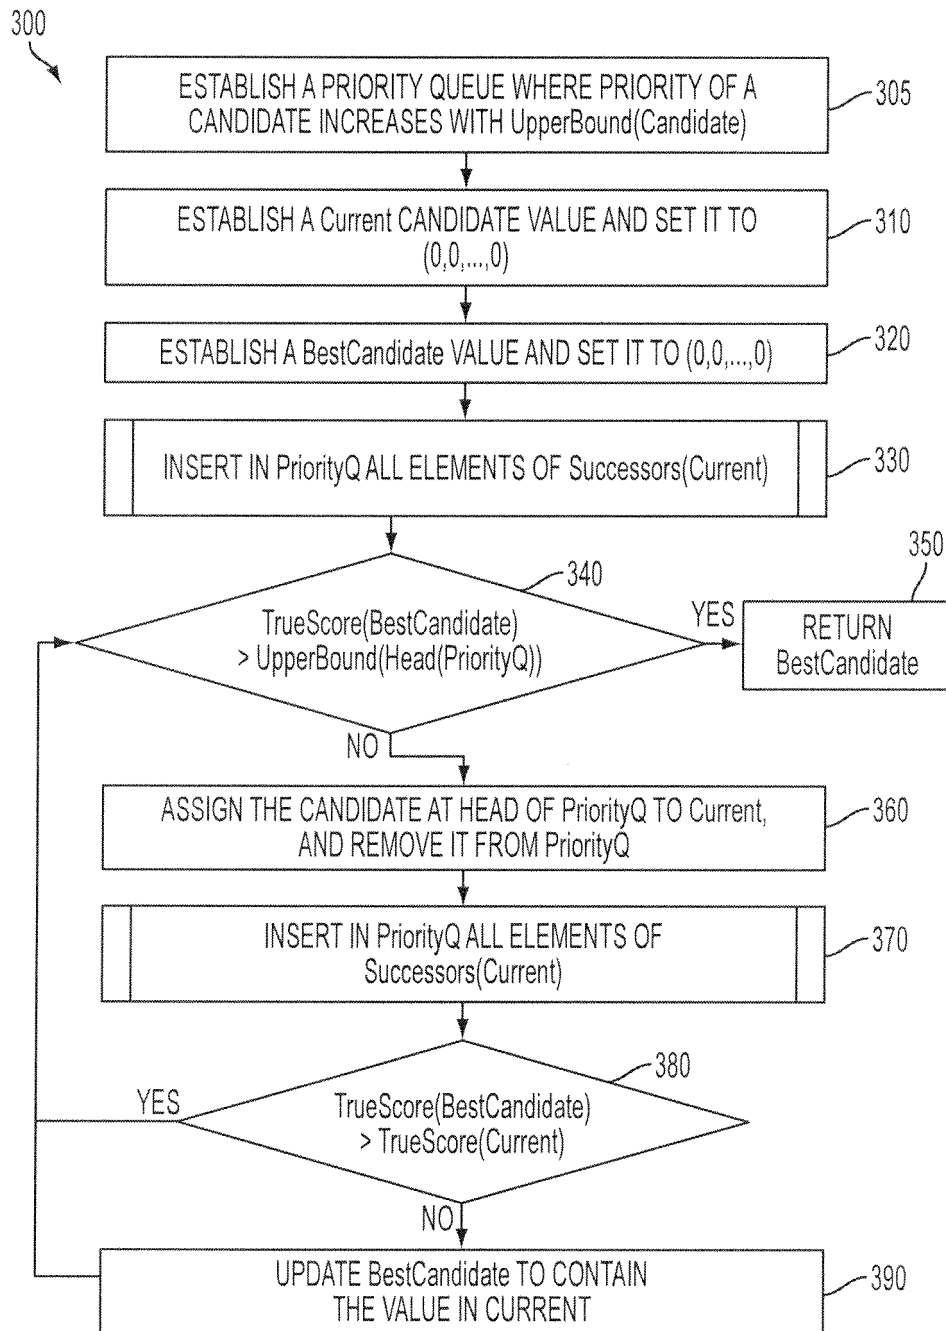 300
ESTABLISH A PRIORITY QUEUE WHERE PRIORITY OF A
CANDIDATE INCREASES WITH UpperBound(Candidate)
305
ESTABLISH A Current CANDIDATE VALUE AND SET IT TO
(0,0,...,0)
310
ESTABLISH A BestCandidate VALUE AND SET IT TO (0,0,...,0)
320
INSERT IN PriorityQ ALL ELEMENTS OF Successors(Current)
330
340
TrueScore(BestCandidate)
> UpperBound(Head(PriorityQ))
YES
350
RETURN
BestCandidate
NO
ASSIGN THE CANDIDATE AT HEAD OF PriorityQ TO Current,
AND REMOVE IT FROM PriorityQ
360
INSERT IN PriorityQ ALL ELEMENTS OF
Successors(Current)
370
380
TrueScore(BestCandidate)
> TrueScore(Current)
YES
NO
UPDATE BestCandidate TO CONTAIN
THE VALUE IN CURRENT
390